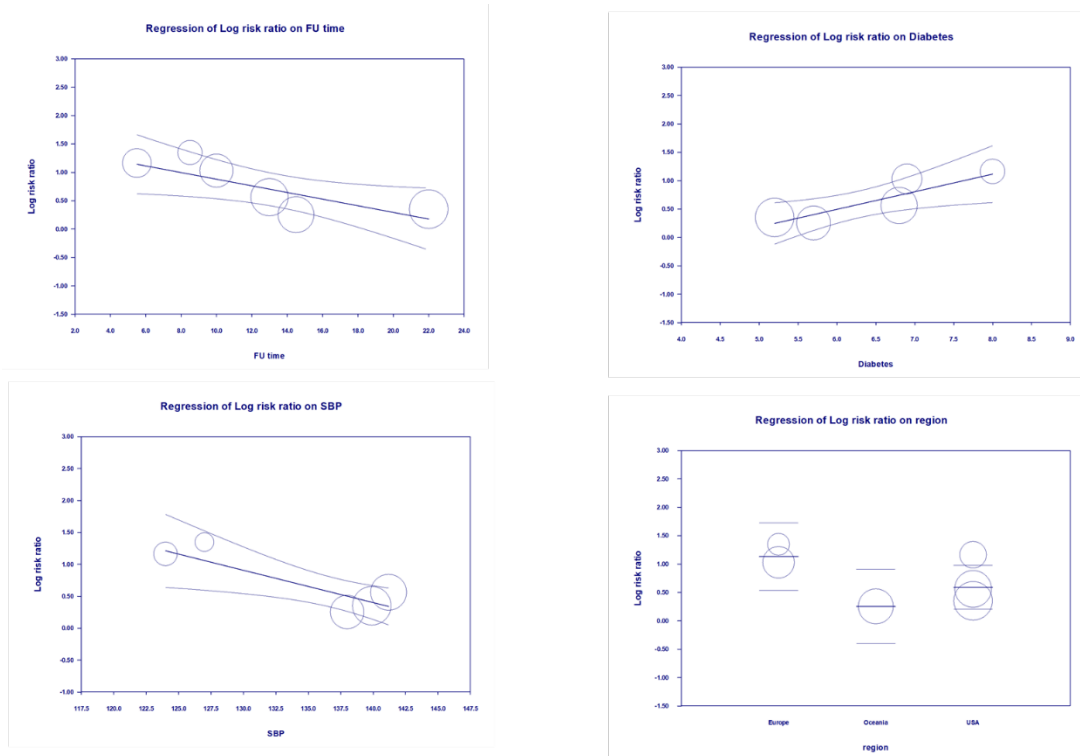 Regression of Log risk ratio on FU time
3.00
2.50
2.00
1.50
1.00
0.50
0.00
-0.50
-1.00
-1.50
Log risk ratio
2.0 4.0 6.0 8.0 10.0 12.0 14.0 16.0 18.0 20.0 22.0 24.0
FU time
Regression of Log risk ratio on Diabetes
3.00
2.50
2.00
1.50
1.00
0.50
0.00
-0.50
-1.00
-1.50
Log risk ratio
4.0 4.5 5.0 5.5 6.0 6.5 7.0 7.5 8.0 8.5 9.0
Diabetes
Regression of Log risk ratio on SBP
3.00
2.50
2.00
1.50
1.00
0.50
0.00
-0.50
-1.00
Log risk ratio
117.5 120.0 122.5 125.0 127.5 130.0 132.5 135.0 137.5 140.0 142.5 145.0 147.5
SBP
Regression of Log risk ratio on region
3.00
2.50
2.00
1.50
1.00
0.50
0.00
-0.50
-1.00
-1.50
Log risk ratio
Europe Oceania USA
region